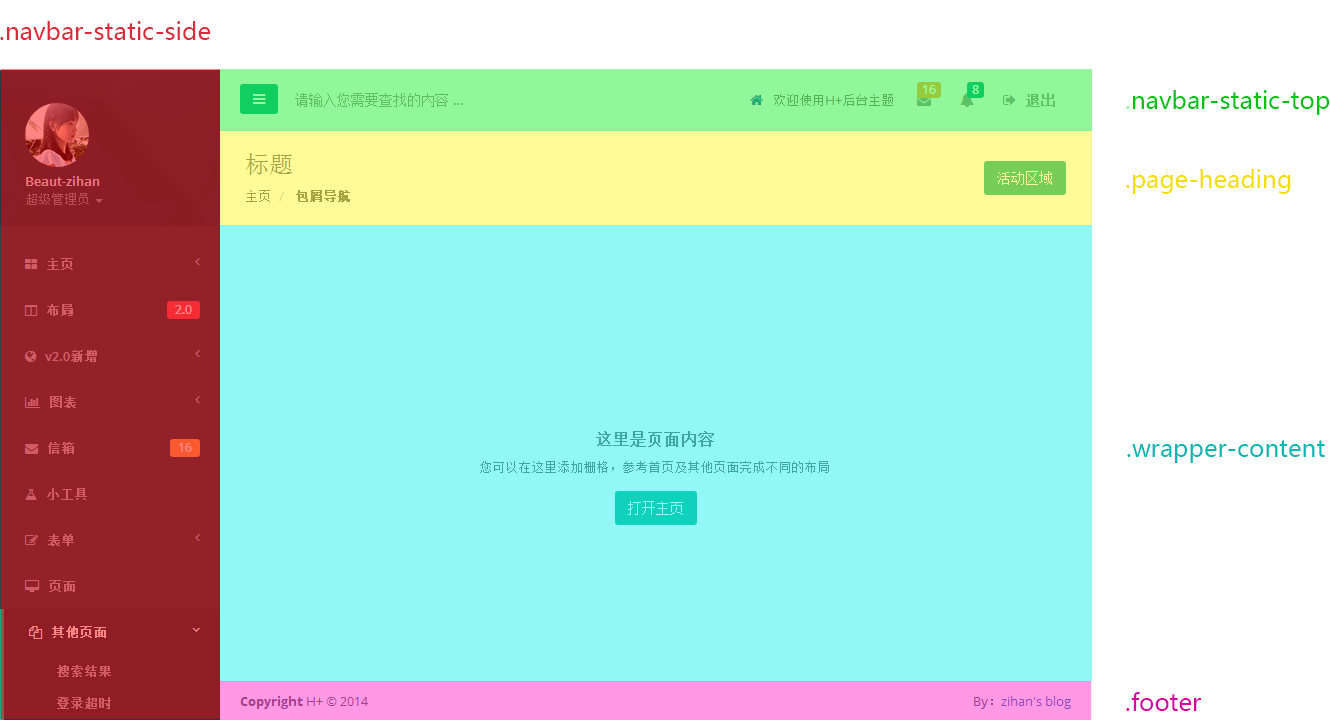 .navbar-static-side
Beaut-zihan
超级管理员
主页
布局 2.0
v2.0新增
图表
信箱 16
小工具
表单
页面
其他页面
搜索结果
登录超时
请输入您需要查找的内容 …
欢迎使用H+后台主题 16 8 退出
.navbar-static-top
标题
主页 / 包屑导航
活动区域
.page-heading
这里是页面内容
您可以在这里添加栅格，参考首页及其他页面完成不同的布局
打开主页
.wrapper-content
Copyright H+ © 2014
By：zihan's blog
.footer